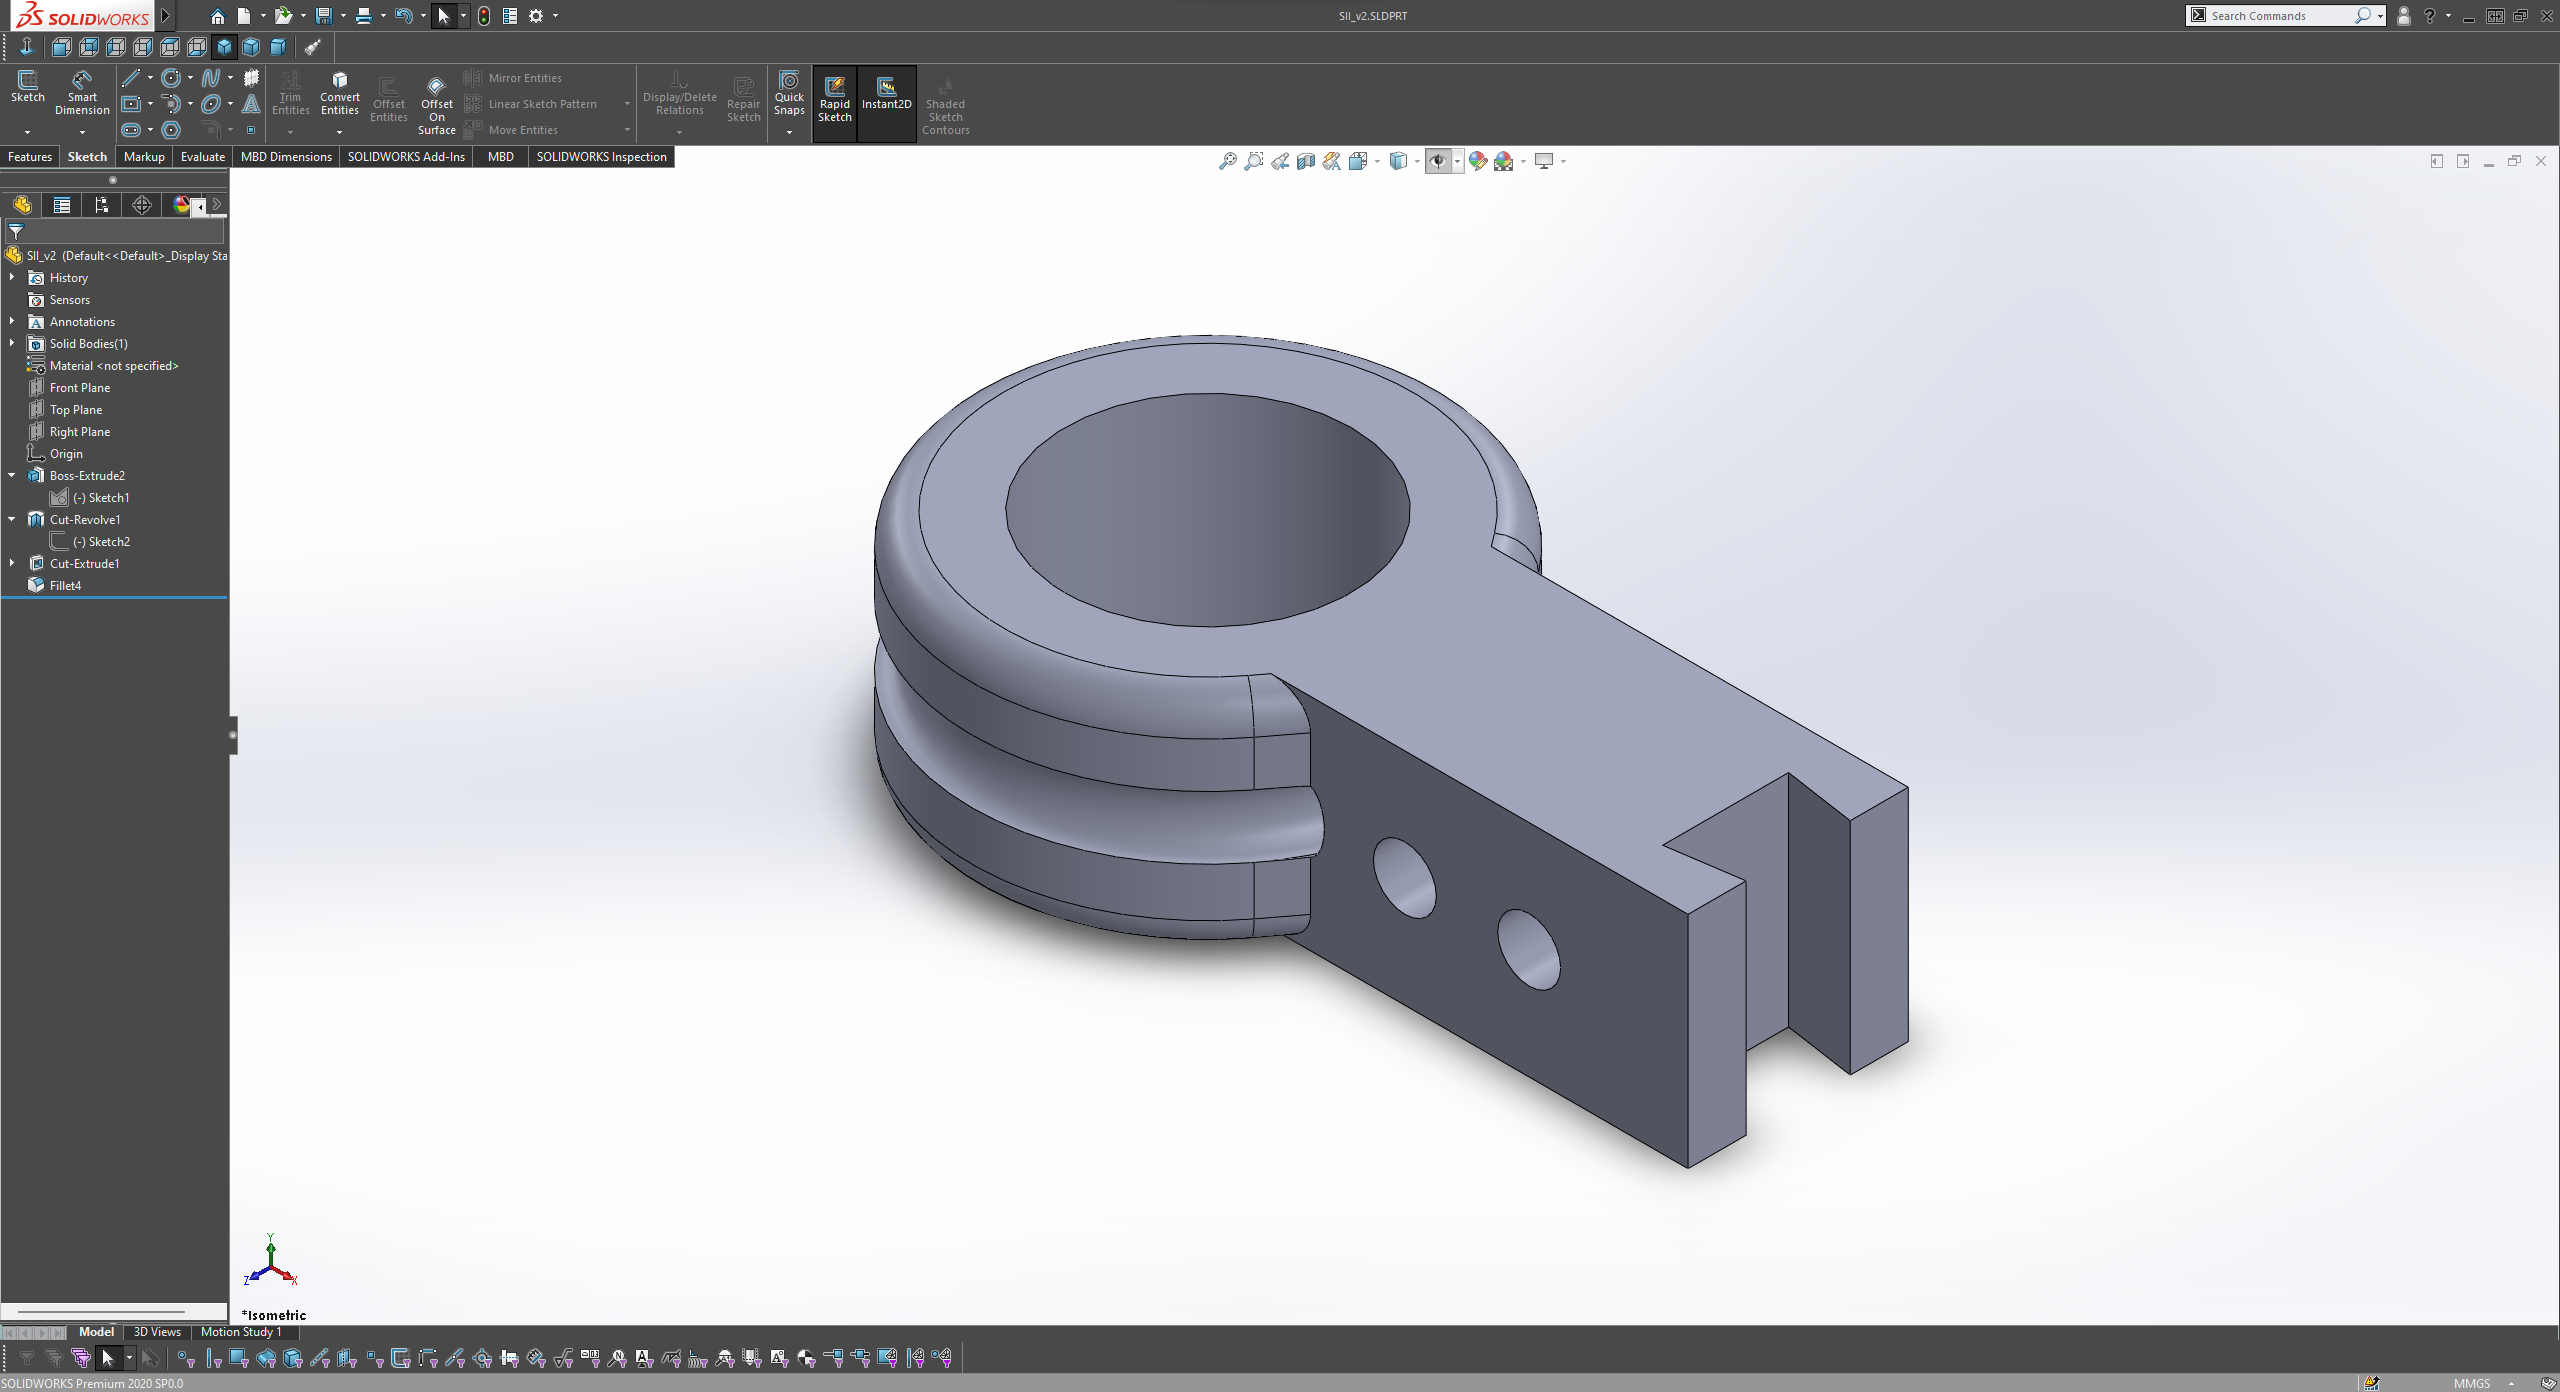 SOLIDWORKS
SII_v2.SLDPRT
Search Commands
Sketch
Smart Dimension
Trim Entities
Convert Entities
Offset Entities
Offset On Surface
Mirror Entities
Linear Sketch Pattern
Move Entities
Display/Delete Relations
Repair Sketch
Quick Snaps
Rapid Sketch
Instant2D
Shaded Sketch Contours
Features
Sketch
Markup
Evaluate
MBD Dimensions
SOLIDWORKS Add-Ins
MBD
SOLIDWORKS Inspection
SII_v2 (Default<<Default>_Display Sta
History
Sensors
Annotations
Solid Bodies(1)
Material <not specified>
Front Plane
Top Plane
Right Plane
Origin
Boss-Extrude2
(-) Sketch1
Cut-Revolve1
(-) Sketch2
Cut-Extrude1
Fillet4
Y
Z
X
*Isometric
Model
3D Views
Motion Study 1
SOLIDWORKS Premium 2020 SP0.0
MMGS